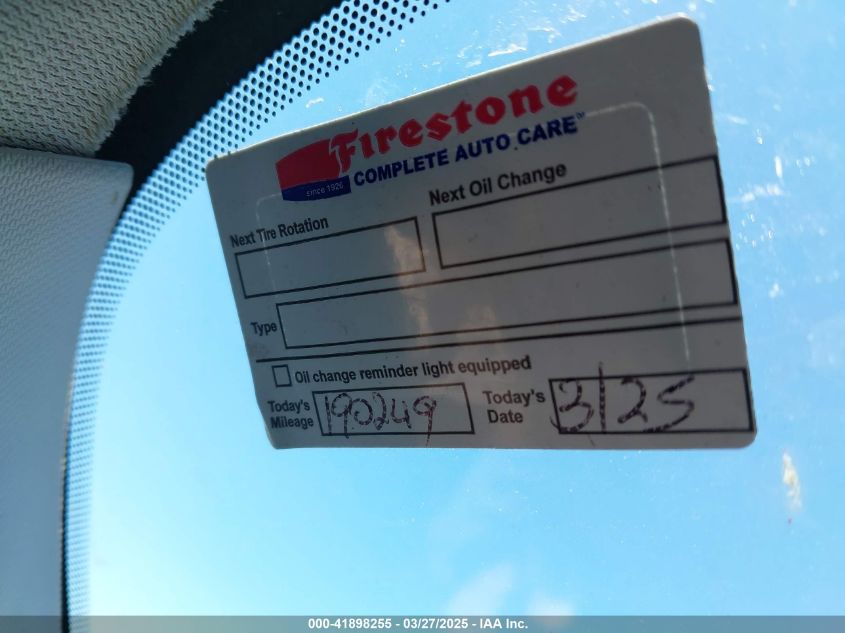 Firestone
since 1926
COMPLETE AUTO CARE™
Next Tire Rotation
Next Oil Change
Type
Oil change reminder light equipped
Today's Mileage 190249
Today's Date 3/25
000-41898255 - 03/27/2025 - IAA Inc.